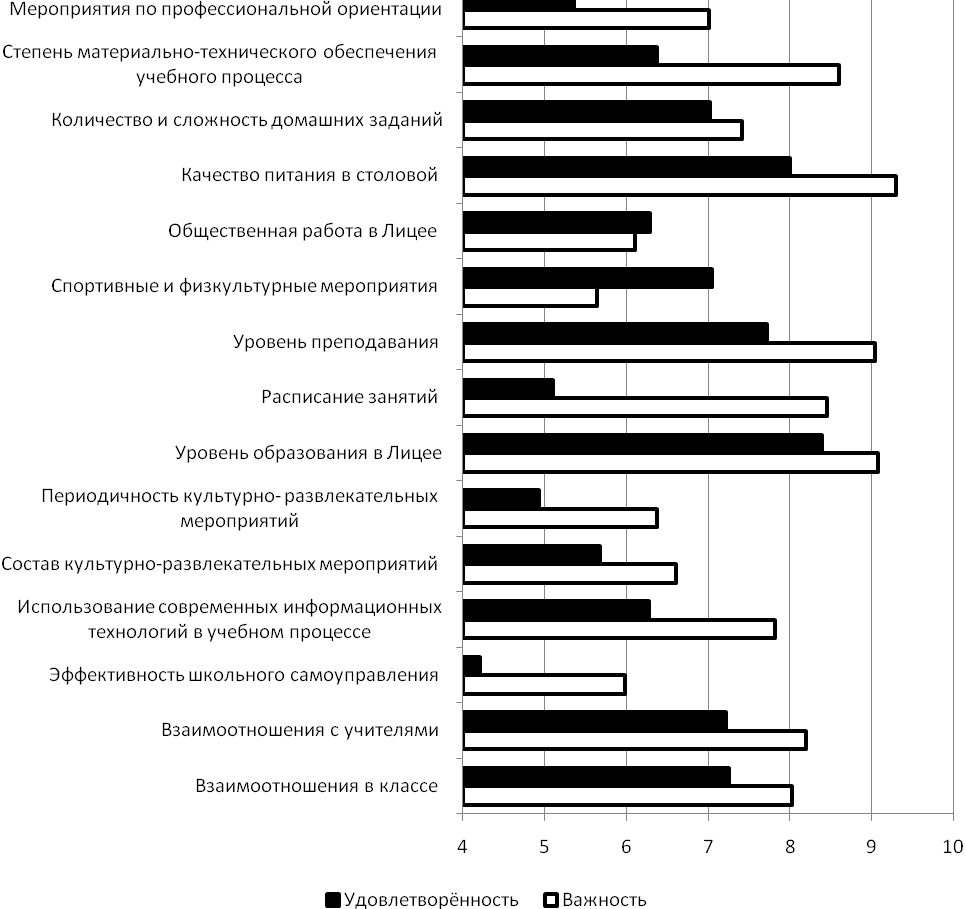 Мероприятия по профессиональной ориентации
Степень материально-технического обеспечения
учебного процесса
Количество и сложность домашних заданий
Качество питания в столовой
Общественная работа в Лицее
Спортивные и физкультурные мероприятия
Уровень преподавания
Расписание занятий
Уровень образования в Лицее
Периодичность культурно- развлекательных
мероприятий
Состав культурно-развлекательных мероприятий
Использование современных информационных
технологий в учебном процессе
Эффективность школьного самоуправления
Взаимоотношения с учителями
Взаимоотношения в классе
4 5 6 7 8 9 10
Удовлетворённость Важность